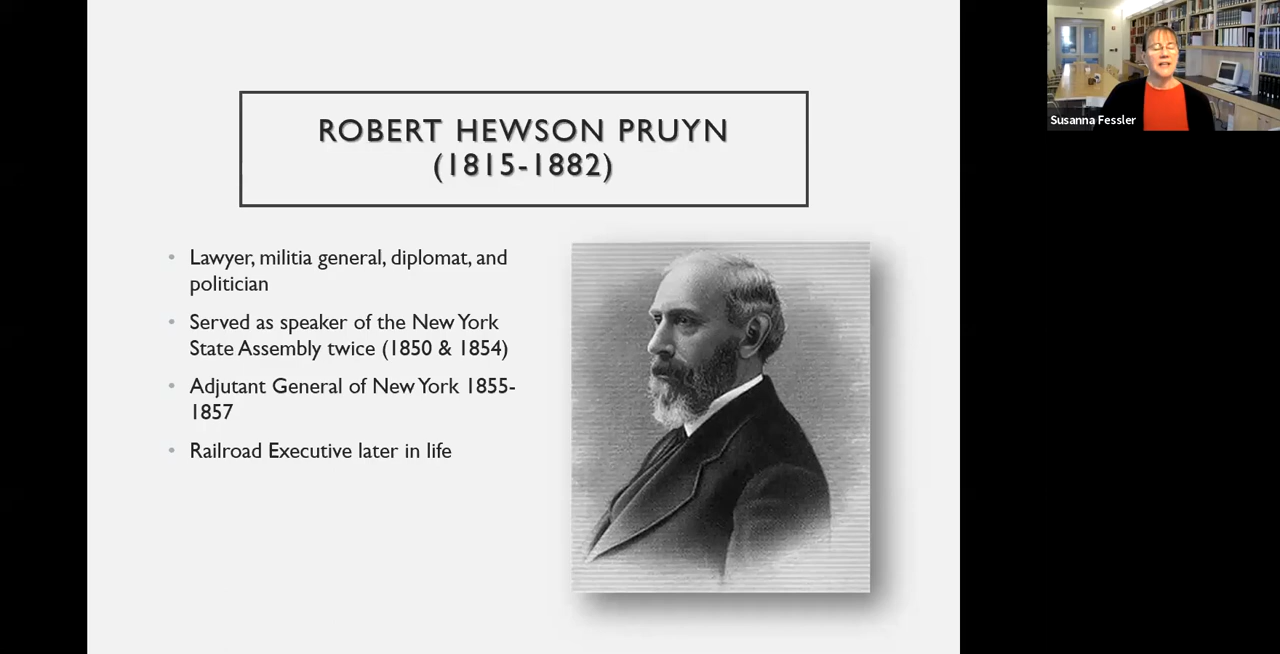 ROBERT HEWSON PRUYN
(1815-1882)
• Lawyer, militia general, diplomat, and
politician
• Served as speaker of the New York
State Assembly twice (1850 & 1854)
• Adjutant General of New York 1855-
1857
• Railroad Executive later in life
Susanna Fessler